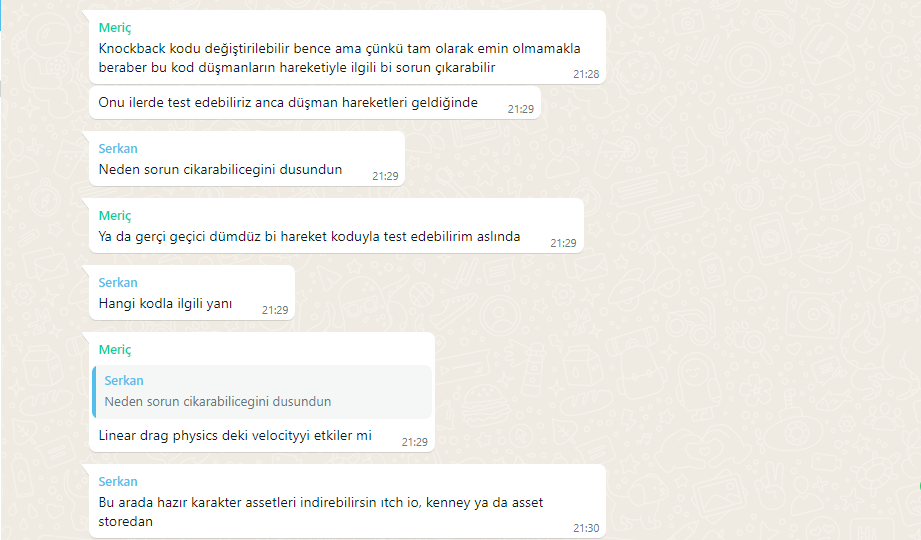 Meriç
Knockback kodu değiştirilebilir bence ama çünkü tam olarak emin olmamakla
beraber bu kod düşmanların hareketiyle ilgili bi sorun çıkarabilir
21:28
Onu ilerde test edebiliriz anca düşman hareketleri geldiğinde
21:29
Serkan
Neden sorun cikarabilicegini dusundun
21:29
Meriç
Ya da gerçi geçici dümdüz bi hareket koduyla test edebilirim aslında
21:29
Serkan
Hangi kodla ilgili yanı
21:29
Meriç
Serkan
Neden sorun cikarabilicegini dusundun
Linear drag physics deki velocityyi etkiler mi
21:29
Serkan
Bu arada hazır karakter assetleri indirebilirsin ıtch io, kenney ya da asset
storedan
21:30